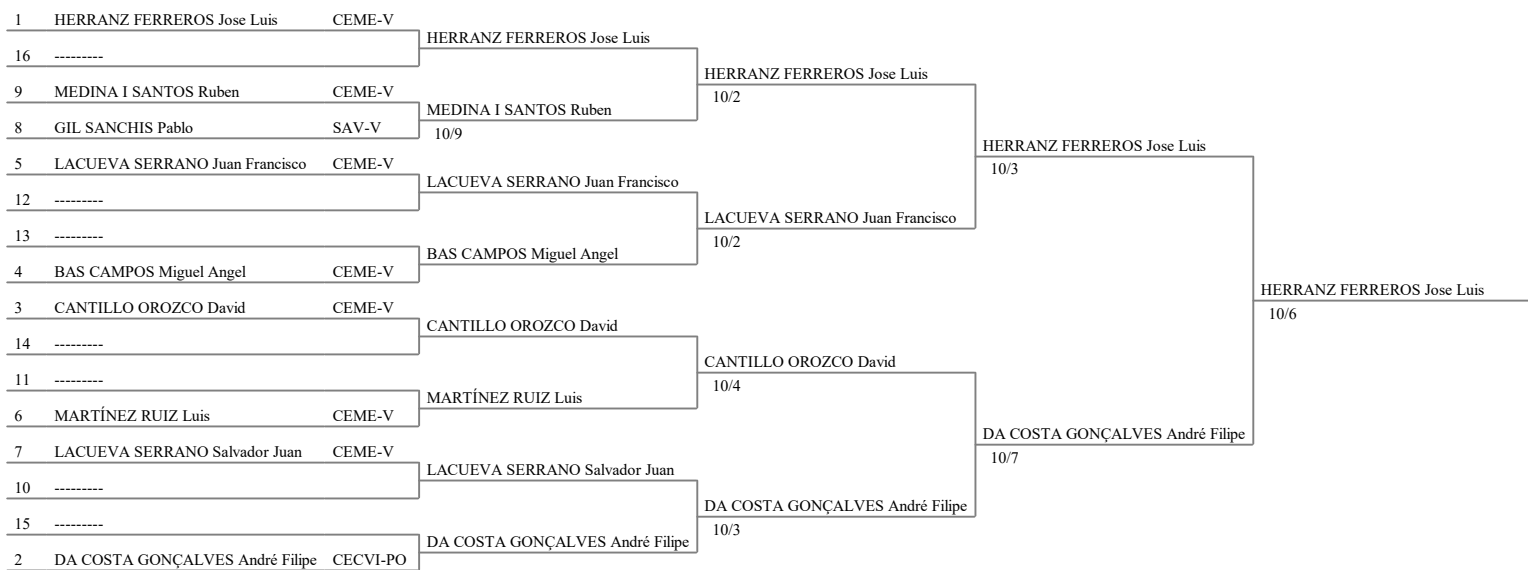 1 HERRANZ FERREROS Jose Luis CEME-V
HERRANZ FERREROS Jose Luis
16 ---------
HERRANZ FERREROS Jose Luis
10/2
9 MEDINA I SANTOS Ruben CEME-V
MEDINA I SANTOS Ruben
10/9
8 GIL SANCHIS Pablo SAV-V
HERRANZ FERREROS Jose Luis
10/3
5 LACUEVA SERRANO Juan Francisco CEME-V
LACUEVA SERRANO Juan Francisco
12 ---------
LACUEVA SERRANO Juan Francisco
10/2
13 ---------
BAS CAMPOS Miguel Angel
4 BAS CAMPOS Miguel Angel CEME-V
HERRANZ FERREROS Jose Luis
10/6
3 CANTILLO OROZCO David CEME-V
CANTILLO OROZCO David
14 ---------
CANTILLO OROZCO David
10/4
11 ---------
MARTÍNEZ RUIZ Luis
6 MARTÍNEZ RUIZ Luis CEME-V
DA COSTA GONÇALVES André Filipe
10/7
7 LACUEVA SERRANO Salvador Juan CEME-V
LACUEVA SERRANO Salvador Juan
10 ---------
DA COSTA GONÇALVES André Filipe
10/3
15 ---------
DA COSTA GONÇALVES André Filipe
2 DA COSTA GONÇALVES André Filipe CECVI-PO